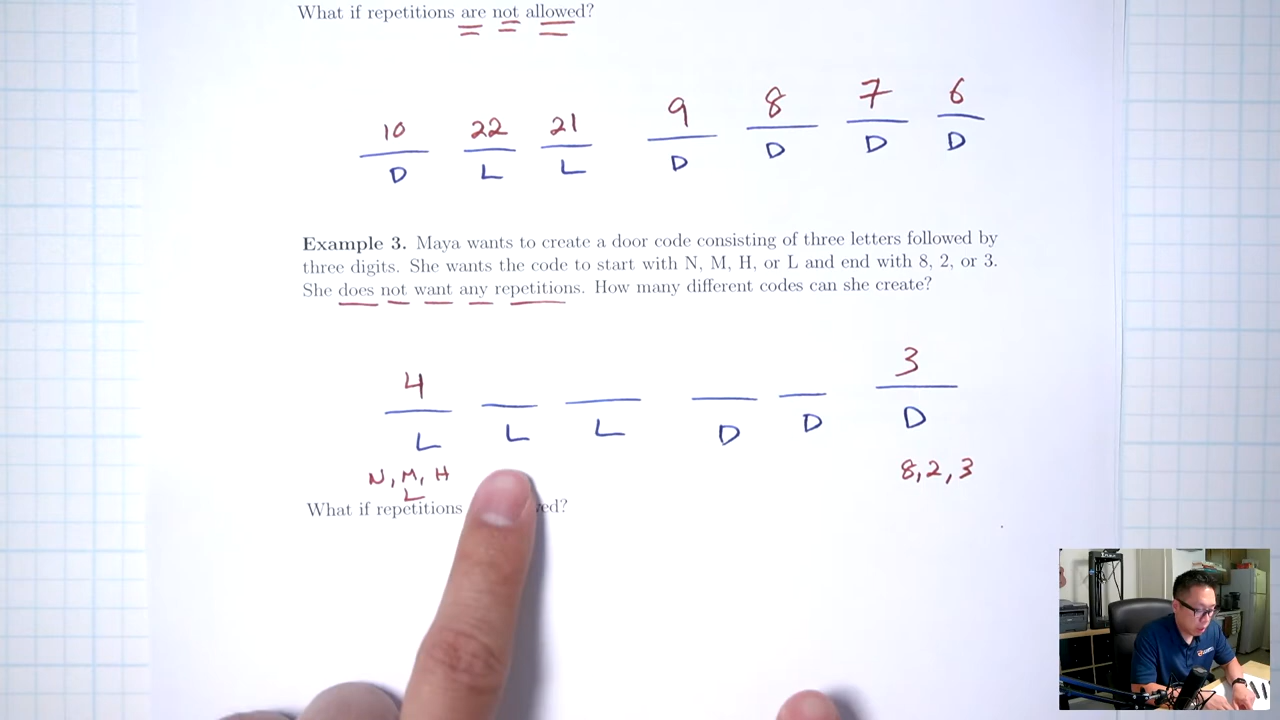 What if repetitions are not allowed?
10 22 21 9 8 7 6
D L L D D D D
Example 3. Maya wants to create a door code consisting of three letters followed by
three digits. She wants the code to start with N, M, H, or L and end with 8, 2, or 3.
She does not want any repetitions. How many different codes can she create?
4 3
L L L D D D
N, M, H 8, 2, 3
L
What if repetitions